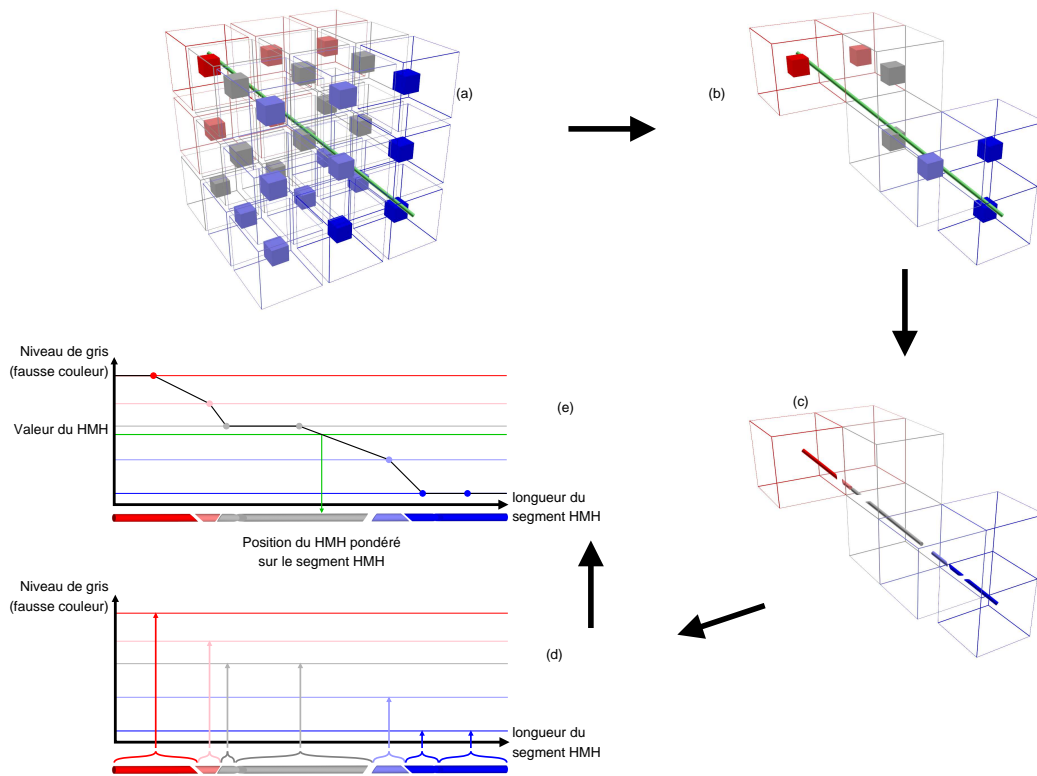 (a)
(b)
Niveau de gris
(fausse couleur)
Valeur du HMH
(e)
longueur du
segment HMH
Position du HMH pondéré
sur le segment HMH
(c)
Niveau de gris
(fausse couleur)
(d)
longueur du
segment HMH